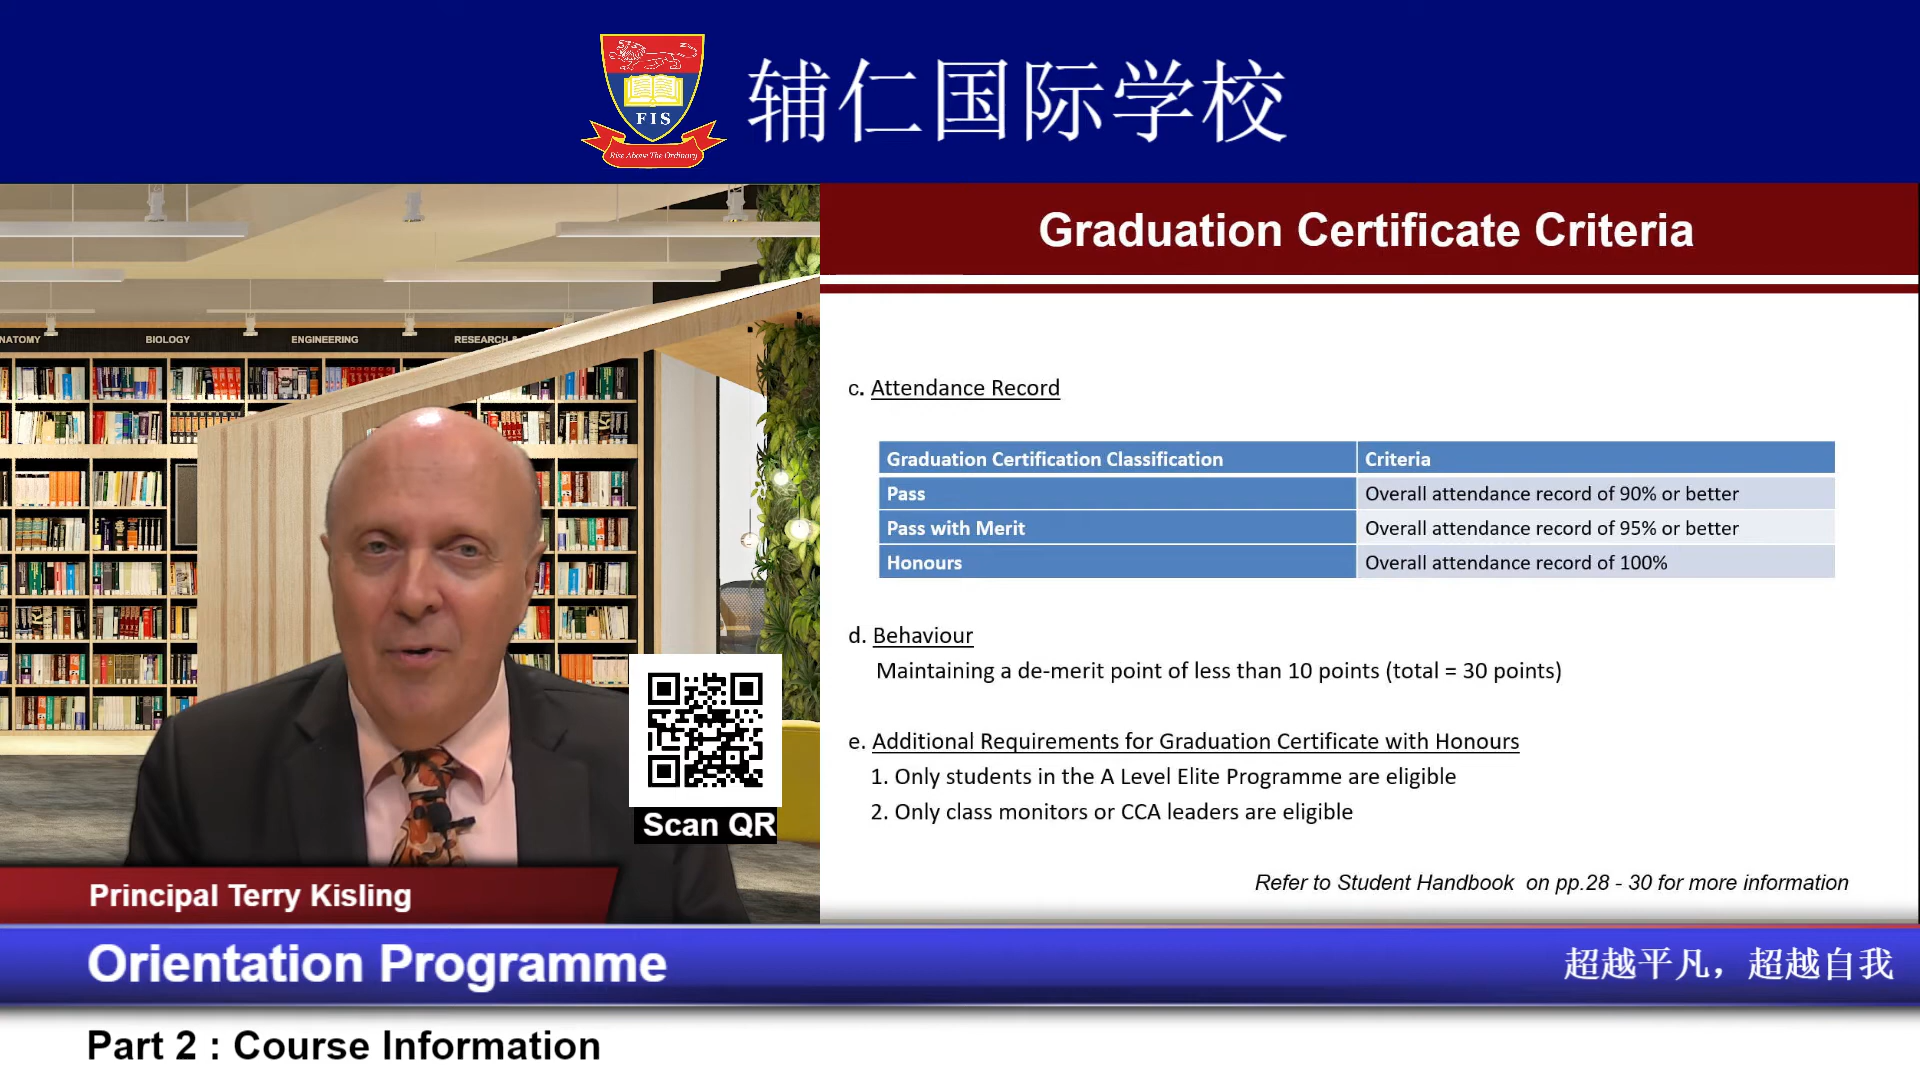 FIS
Rise Above The Ordinary
辅仁国际学校
NATOMY
BIOLOGY
ENGINEERING
RESEARCH &
Scan QR
Principal Terry Kisling
Graduation Certificate Criteria
c. Attendance Record
Graduation Certification Classification Criteria
Pass Overall attendance record of 90% or better
Pass with Merit Overall attendance record of 95% or better
Honours Overall attendance record of 100%
d. Behaviour
Maintaining a de-merit point of less than 10 points (total = 30 points)
e. Additional Requirements for Graduation Certificate with Honours
1. Only students in the A Level Elite Programme are eligible
2. Only class monitors or CCA leaders are eligible
Refer to Student Handbook on pp.28 - 30 for more information
Orientation Programme
超越平凡，超越自我
Part 2 : Course Information